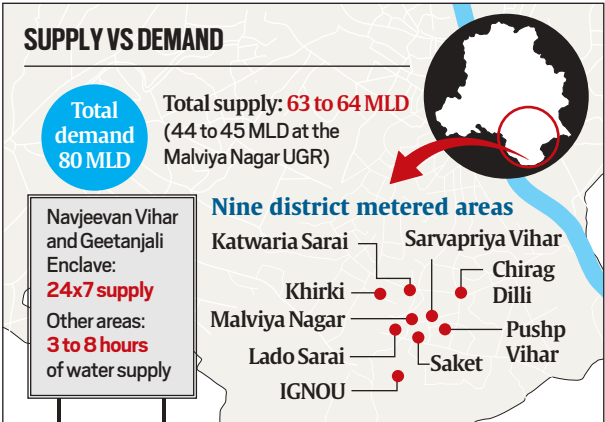 SUPPLY VS DEMAND
Total
demand
80 MLD
Total supply: 63 to 64 MLD
(44 to 45 MLD at the
Malviya Nagar UGR)
Navjeevan Vihar
and Geetanjali
Enclave:
24x7 supply
Other areas:
3 to 8 hours
of water supply
Nine district metered areas
Katwaria Sarai
Sarvapriya Vihar
Chirag
Dilli
Khirki
Malviya Nagar
Pushp
Vihar
Lado Sarai
Saket
IGNOU